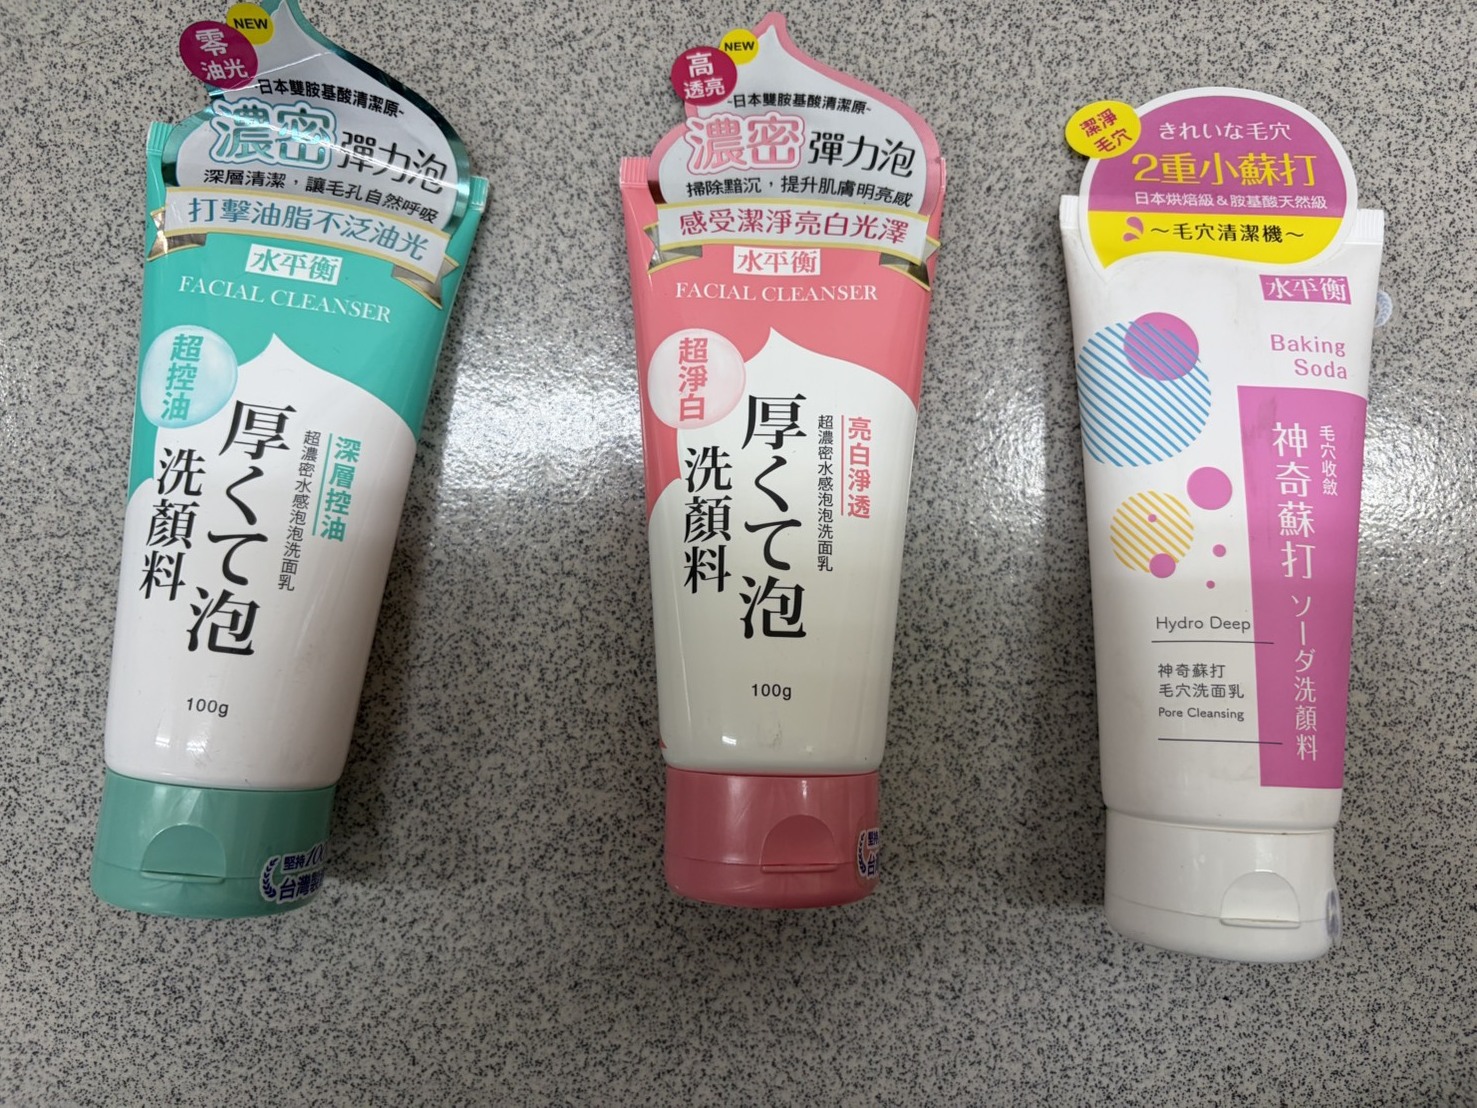 零
油光
NEW
-日本雙胺基酸清潔原-
濃密彈力泡
深層清潔，讓毛孔自然呼吸
打擊油脂不泛油光
水平衡
FACIAL CLEANSER
超控油
深層控油
超濃密水感泡泡洗面乳
厚くて泡
洗顏料
100g
堅持100
台灣製
高
透亮
NEW
-日本雙胺基酸清潔原-
濃密彈力泡
掃除黯沉，提升肌膚明亮感
感受潔淨亮白光澤
水平衡
FACIAL CLEANSER
超淨白
亮白淨透
超濃密水感泡泡洗面乳
厚くて泡
洗顏料
100g
堅持
台
潔淨
毛穴
きれいな毛穴
2重小蘇打
日本烘焙級&胺基酸天然級
～毛穴清潔機～
水平衡
Baking
Soda
毛穴收斂
神奇蘇打 ソーダ洗顏料
Hydro Deep
神奇蘇打
毛穴洗面乳
Pore Cleansing